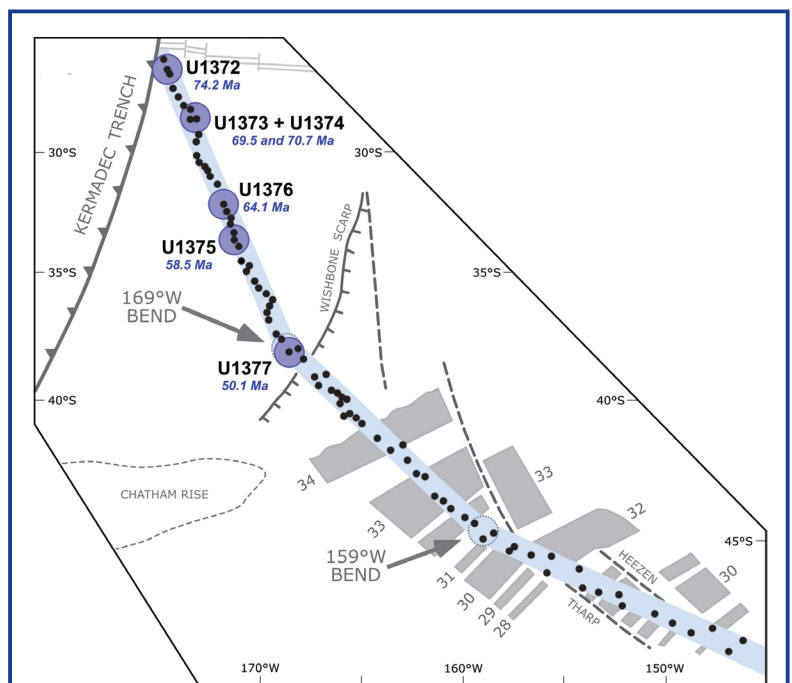 U1372
74.2 Ma
U1373 + U1374
69.5 and 70.7 Ma
KERMADEC TRENCH
30°S
30°S
U1376
64.1 Ma
U1375
58.5 Ma
WISHBONE SCARP
35°S
35°S
169°W
BEND
U1377
50.1 Ma
40°S
40°S
34
33
CHATHAM RISE
33
32
45°S
159°W
BEND
HEEZEN
30
31
30
29
28
THARP
170°W
160°W
150°W